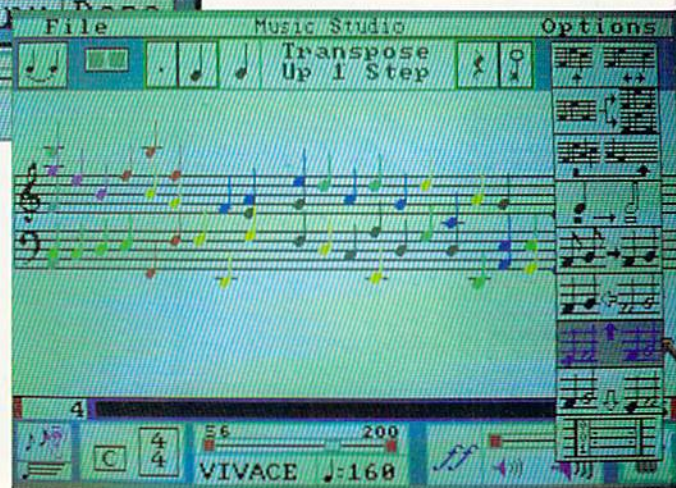 File Music Studio Options
Transpose
Up 1 Step
4
56 200
C 4
4
VIVACE ♩=160 ff